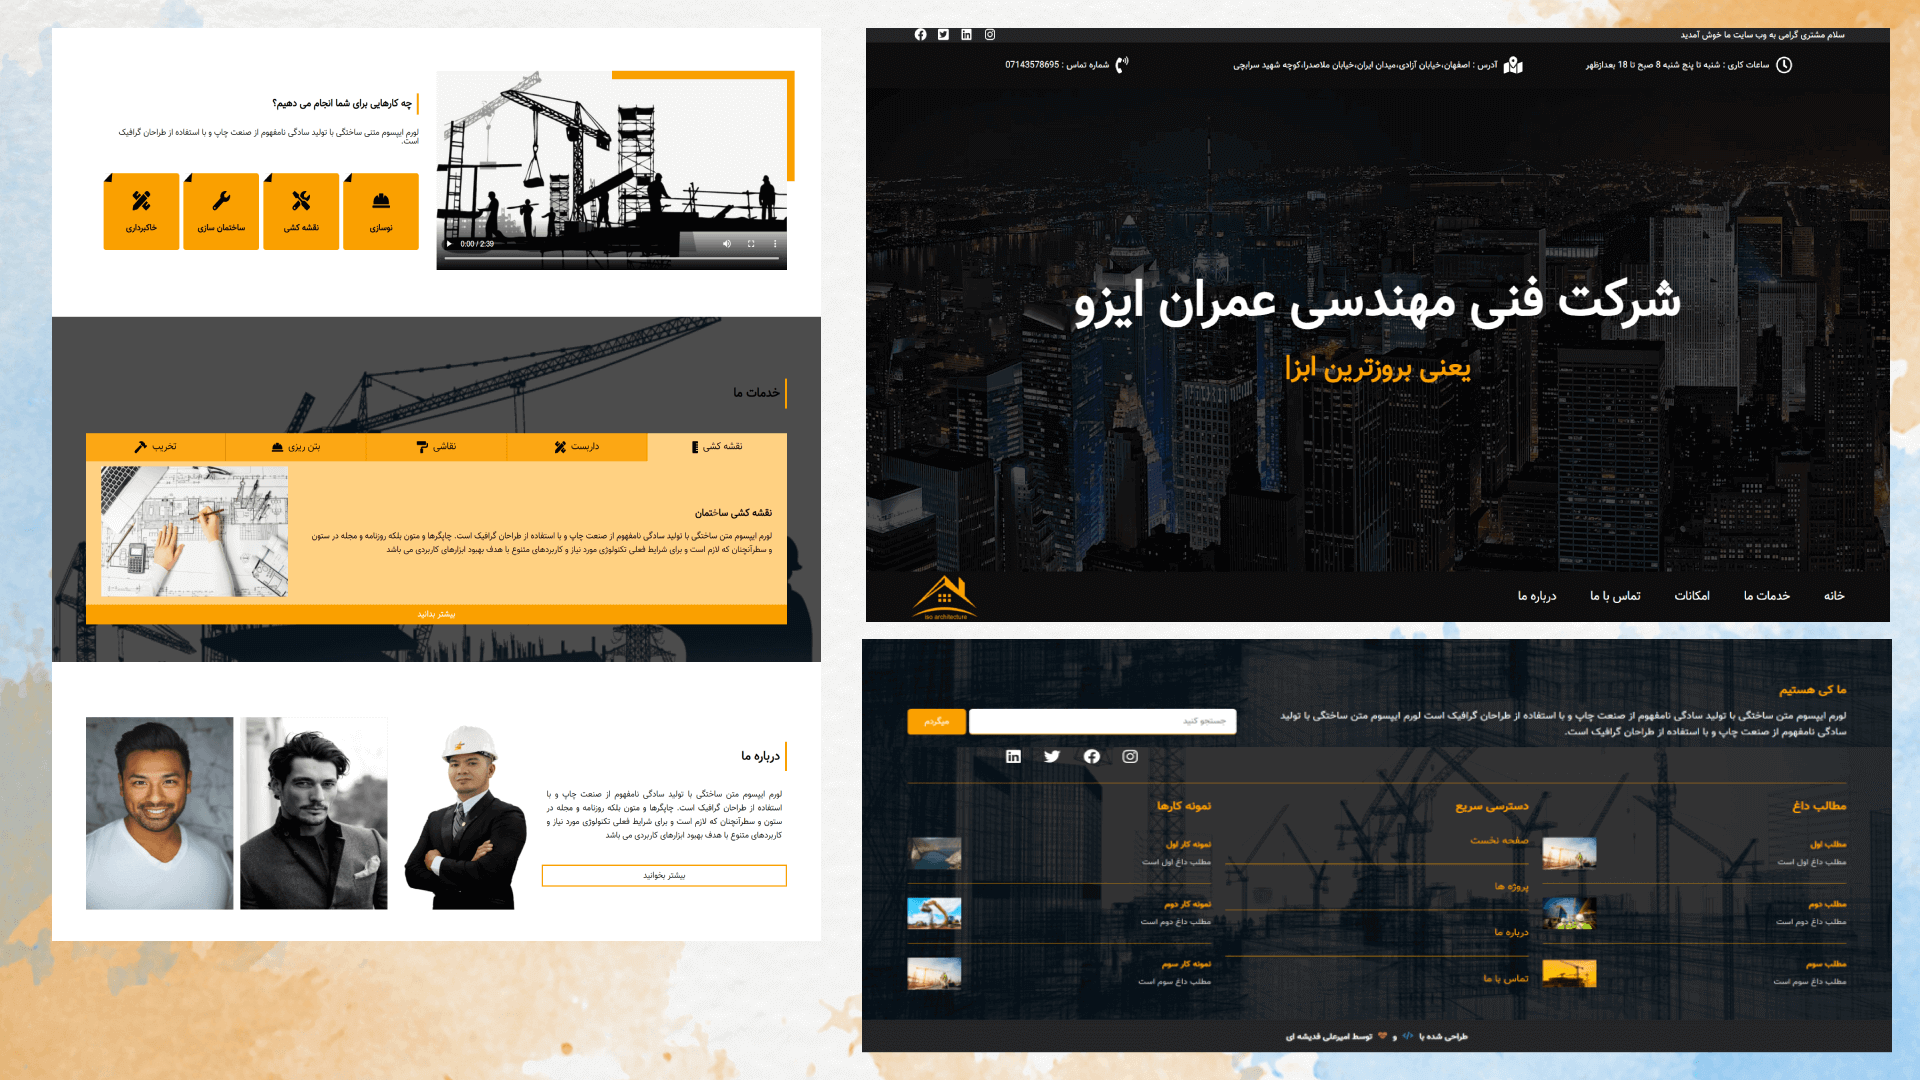 سلام مشتری گرامی به وب سایت ما خوش آمدید
ساعات کاری : شنبه تا پنج شنبه 8 صبح تا 18 بعدازظهر
آدرس : اصفهان،خیابان آزادی،میدان ایران،خیابان ملاصدرا،کوچه شهید سرابچی
شماره تماس : 07143578695
شرکت فنی مهندسی عمران ایزو
یعنی بروزترین ابزا|
خانه
خدمات ما
امکانات
تماس با ما
درباره ما
iso architecture
چه کارهایی برای شما انجام می دهیم؟
لورم ایپسوم متنی ساختگی با تولید سادگی نامفهوم از صنعت چاپ و با استفاده از طراحان گرافیک
است.
نوسازی
نقشه کشی
ساختمان سازی
خاکبرداری
0:00 / 2:39
خدمات ما
نقشه کشی
داربست
نقاشی
بتن ریزی
تخریب
نقشه کشی ساختمان
لورم ایپسوم متن ساختگی با تولید سادگی نامفهوم از صنعت چاپ و با استفاده از طراحان گرافیک است. چاپگرها و متون بلکه روزنامه و مجله در ستون
و سطرآنچنان که لازم است و برای شرایط فعلی تکنولوژی مورد نیاز و کاربردهای متنوع با هدف بهبود ابزارهای کاربردی می باشد
بیشتر بدانید
درباره ما
لورم ایپسوم متن ساختگی با تولید سادگی نامفهوم از صنعت چاپ و با
استفاده از طراحان گرافیک است. چاپگرها و متون بلکه روزنامه و مجله در
ستون و سطرآنچنان که لازم است و برای شرایط فعلی تکنولوژی مورد نیاز و
کاربردهای متنوع با هدف بهبود ابزارهای کاربردی می باشد
بیشتر بخوانید
ما کی هستیم
لورم ایپسوم متن ساختگی با تولید سادگی نامفهوم از صنعت چاپ و با استفاده از طراحان گرافیک است لورم ایپسوم متن ساختگی با تولید
سادگی نامفهوم از صنعت چاپ و با استفاده از طراحان گرافیک است.
جستجو کنید
میگردم
مطالب داغ
مطلب اول
مطلب داغ اول است
مطلب دوم
مطلب داغ دوم است
مطلب سوم
مطلب داغ سوم است
دسترسی سریع
صفحه نخست
پروژه ها
درباره ما
تماس با ما
نمونه کارها
نمونه کار اول
مطلب داغ اول است
نمونه کار دوم
مطلب داغ دوم است
نمونه کار سوم
مطلب داغ سوم است
طراحی شده با </> و ❤ توسط امیرعلی قدیشه ای